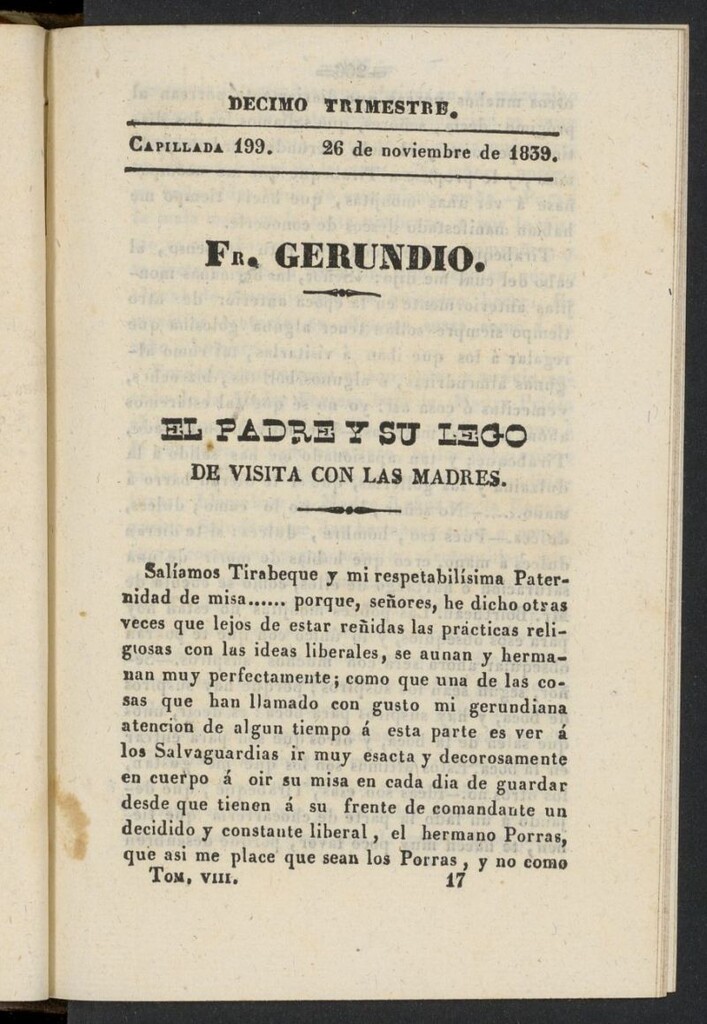 DECIMO TRIMESTRE.
CAPILLADA 199. 26 de noviembre de 1839.
FR. GERUNDIO.
EL PADRE Y SU LEGO
DE VISITA CON LAS MADRES.
Salíamos Tirabeque y mi respetabilísima Pater-
nidad de misa...... porque, señores, he dicho otras
veces que lejos de estar reñidas las prácticas reli-
giosas con las ideas liberales, se aunan y herma-
nan muy perfectamente; como que una de las co-
sas que han llamado con gusto mi gerundiana
atencion de algun tiempo á esta parte es ver á
los Salvaguardias ir muy esacta y decorosamente
en cuerpo á oir su misa en cada dia de guardar
desde que tienen á su frente de comandante un
decidido y constante liberal, el hermano Porras,
que asi me place que sean los Porras, y no como
TOM. VIII. 17